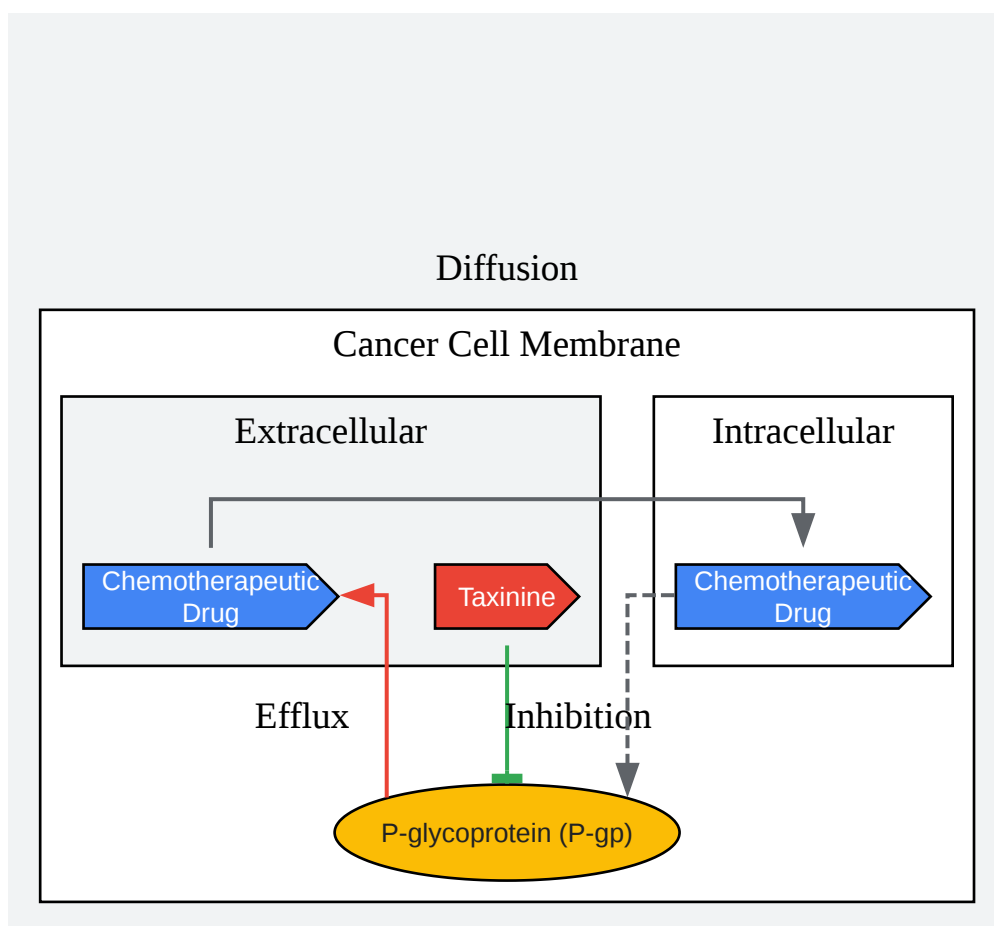 Diffusion
Cancer Cell Membrane
Extracellular
Intracellular
Chemotherapeutic
Drug
Taxinine
Chemotherapeutic
Drug
Efflux
Inhibition
P-glycoprotein (P-gp)